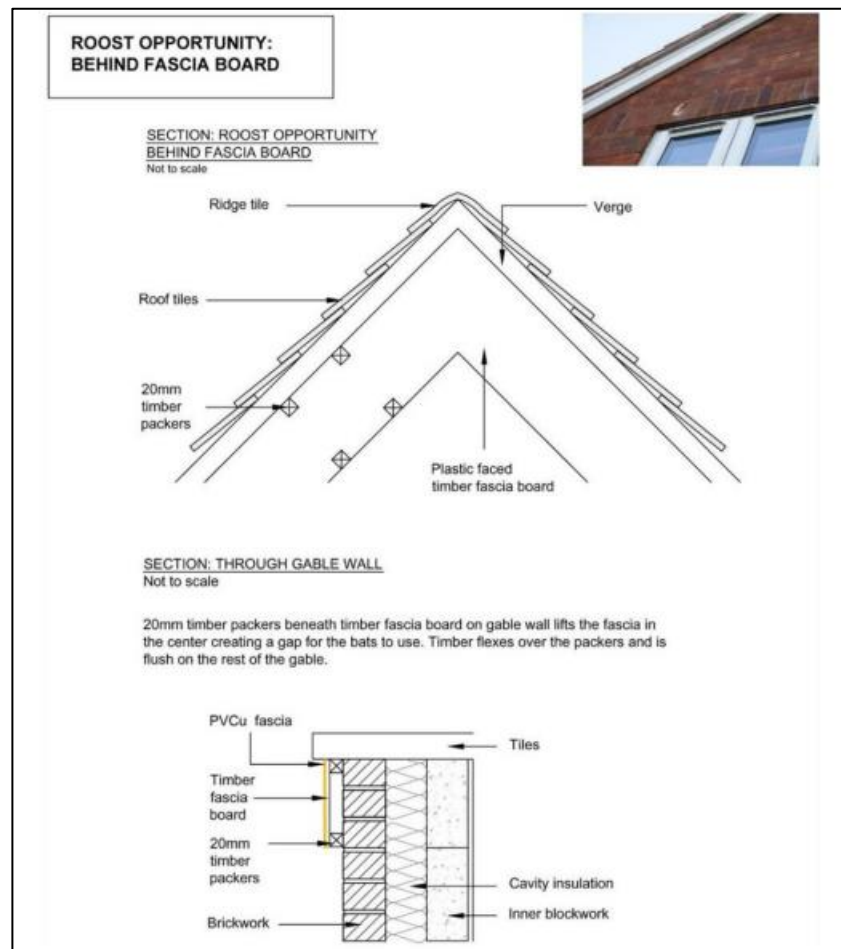 ROOST OPPORTUNITY:
BEHIND FASCIA BOARD
SECTION: ROOST OPPORTUNITY
BEHIND FASCIA BOARD
Not to scale
Ridge tile
Verge
Roof tiles
20mm
timber
packers
Plastic faced
timber fascia board
SECTION: THROUGH GABLE WALL
Not to scale
20mm timber packers beneath timber fascia board on gable wall lifts the fascia in
the center creating a gap for the bats to use. Timber flexes over the packers and is
flush on the rest of the gable.
PVCu fascia
Tiles
Timber
fascia
board
20mm
timber
packers
Cavity insulation
Inner blockwork
Brickwork